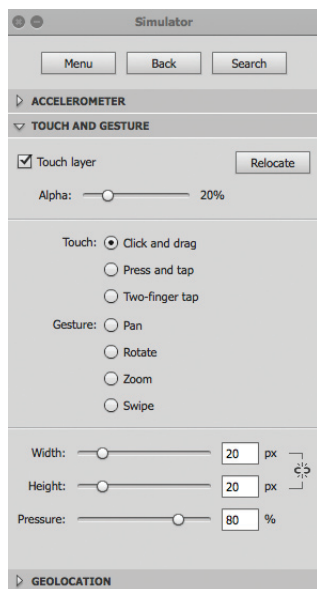 Simulator
Menu Back Search
ACCELEROMETER
TOUCH AND GESTURE
Touch layer Relocate
Alpha: 20%
Touch: Click and drag
Press and tap
Two-finger tap
Gesture: Pan
Rotate
Zoom
Swipe
Width: 20 px
Height: 20 px
Pressure: 80 %
GEOLOCATION